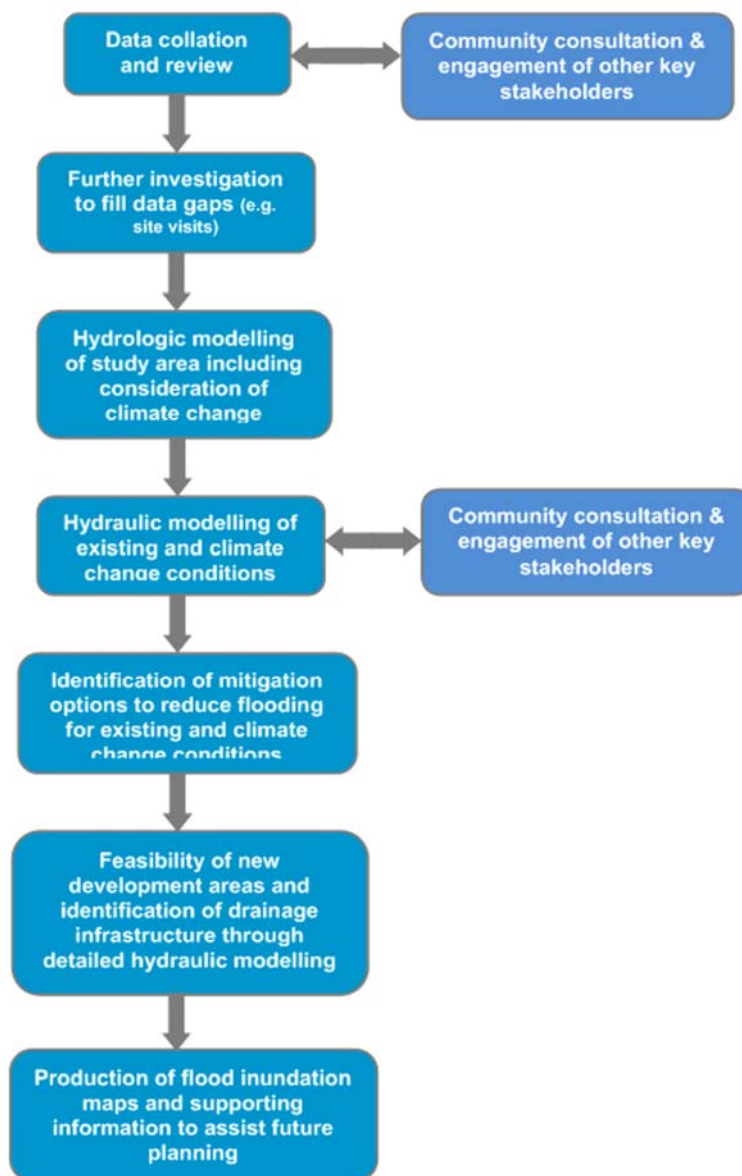 Data collation
and review
Community consultation &
engagement of other key
stakeholders
Further investigation
to fill data gaps (e.g.
site visits)
Hydrologic modelling
of study area including
consideration of
climate change
Hydraulic modelling of
existing and climate
change conditions
Community consultation &
engagement of other key
stakeholders
Identification of mitigation
options to reduce flooding
for existing and climate
change conditions
Feasibility of new
development areas and
identification of drainage
infrastructure through
detailed hydraulic modelling
Production of flood inundation
maps and supporting
information to assist future
planning